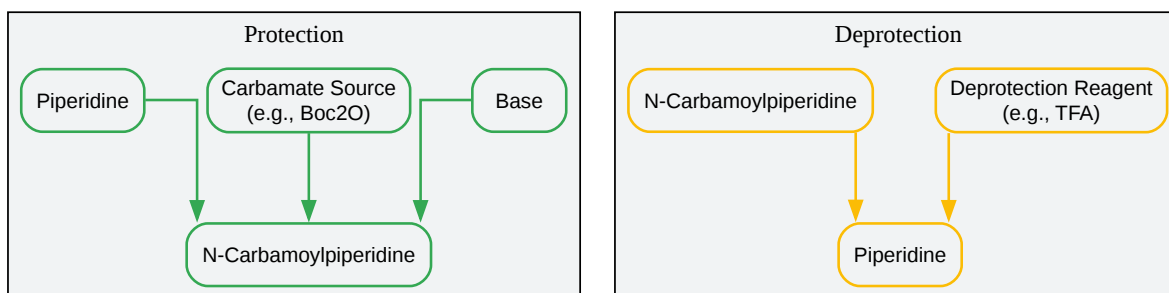 Protection
Piperidine
Carbamate Source
(e.g., Boc2O)
Base
N-Carbamoylpiperidine
Deprotection
N-Carbamoylpiperidine
Deprotection Reagent
(e.g., TFA)
Piperidine